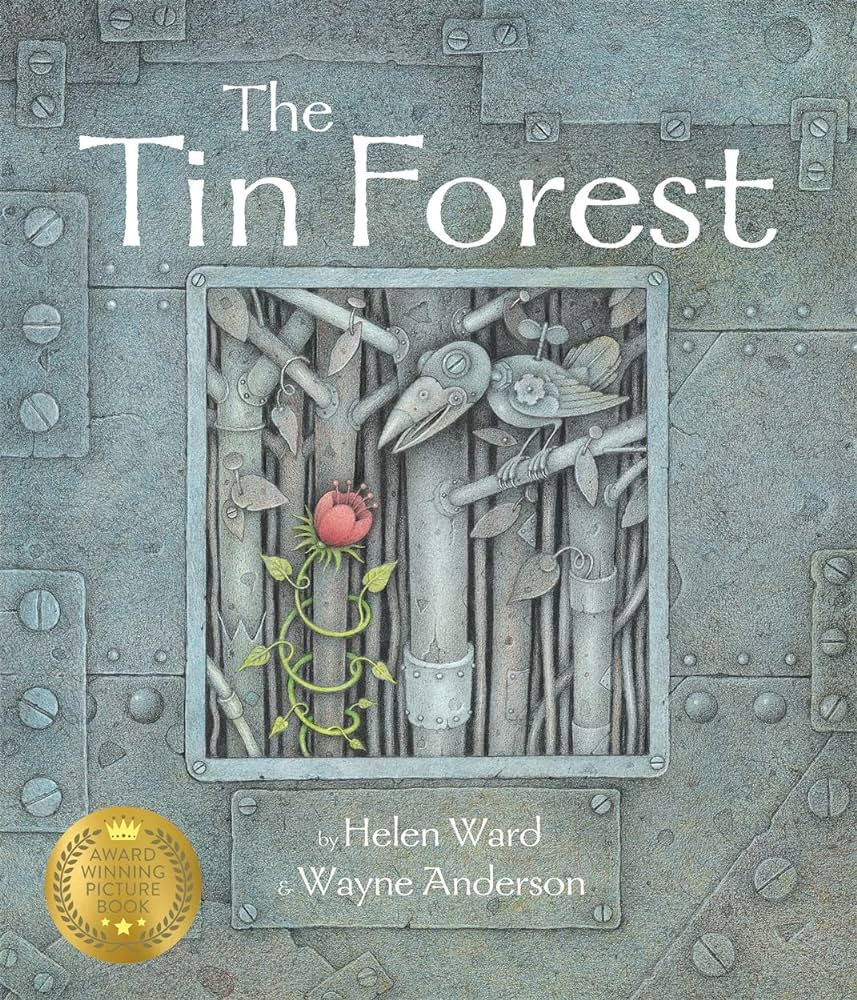 The
Tin Forest
by Helen Ward
& Wayne Anderson
AWARD
WINNING
PICTURE
BOOK